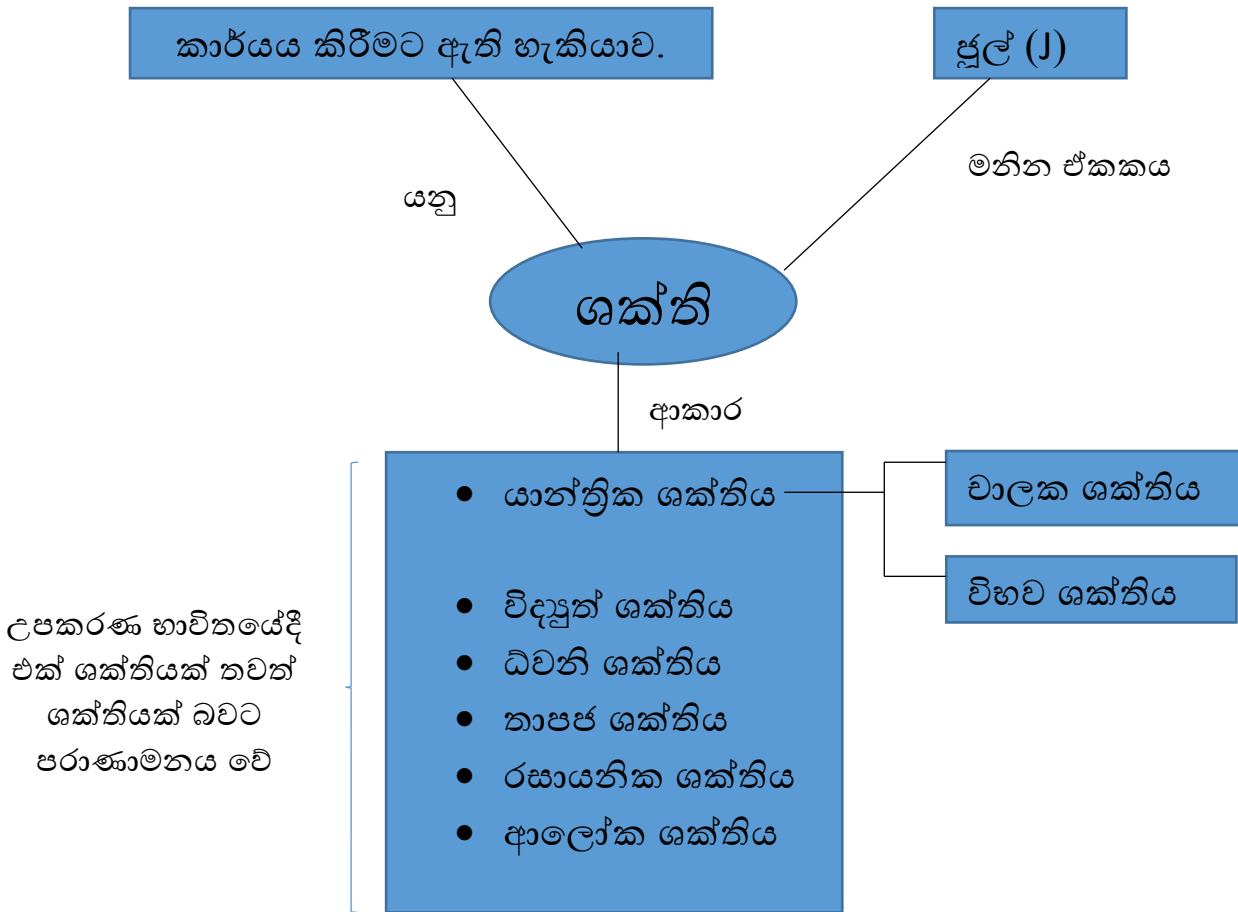 කාර්යය කිරීමට ඇති හැකියාව.
ජූල් (J)
මනින ඒකකය
යනු
ශක්ති
ආකාර
• යාන්ත්‍රික ශක්තිය
චාලක ශක්තිය
විභව ශක්තිය
• විද්‍යුත් ශක්තිය
• ධ්වනි ශක්තිය
• තාපජ ශක්තිය
• රසායනික ශක්තිය
• ආලෝක ශක්තිය
උපකරණ භාවිතයේදී
එක් ශක්තියක් තවත්
ශක්තියක් බවට
පරාණාමනය වේ